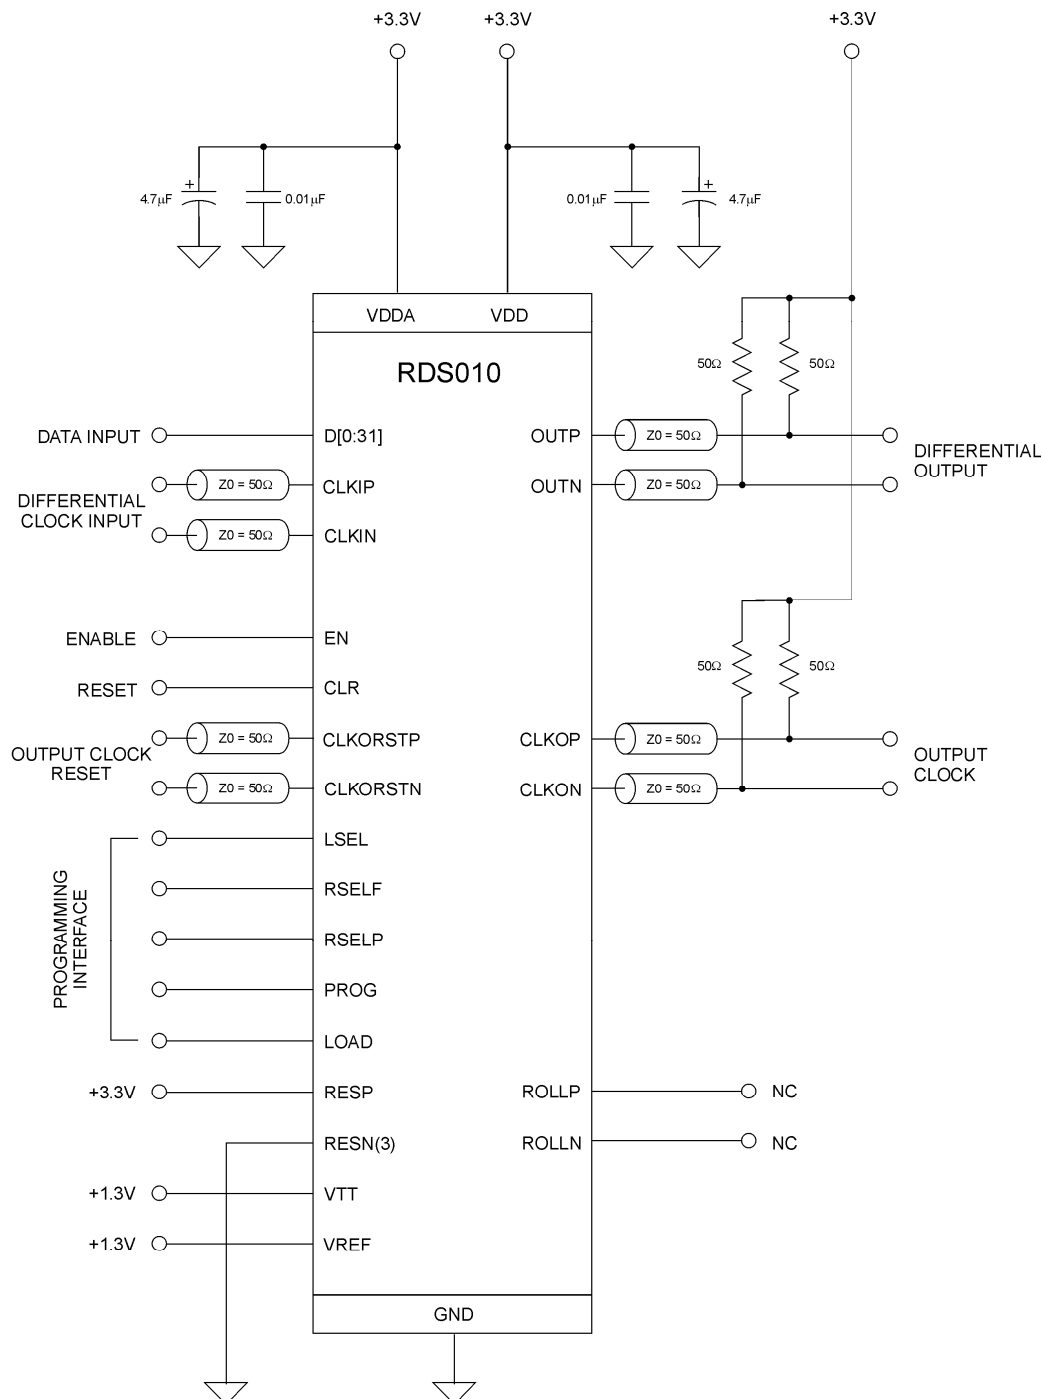 +3.3V
+3.3V
+3.3V
4.7µF
0.01µF
0.01µF
4.7µF
VDDA
VDD
RDS010
50Ω
50Ω
DATA INPUT
D[0:31]
OUTP
Z0 = 50Ω
DIFFERENTIAL
OUTPUT
DIFFERENTIAL
CLOCK INPUT
Z0 = 50Ω
CLKIP
OUTN
Z0 = 50Ω
Z0 = 50Ω
CLKIN
ENABLE
EN
50Ω
50Ω
RESET
CLR
OUTPUT CLOCK
RESET
Z0 = 50Ω
CLKORSTP
CLKOP
Z0 = 50Ω
OUTPUT
CLOCK
Z0 = 50Ω
CLKORSTN
CLKON
Z0 = 50Ω
PROGRAMMING
INTERFACE
LSEL
RSELF
RSELP
PROG
LOAD
+3.3V
RESP
ROLLP
NC
RESN(3)
ROLLN
NC
+1.3V
VTT
+1.3V
VREF
GND